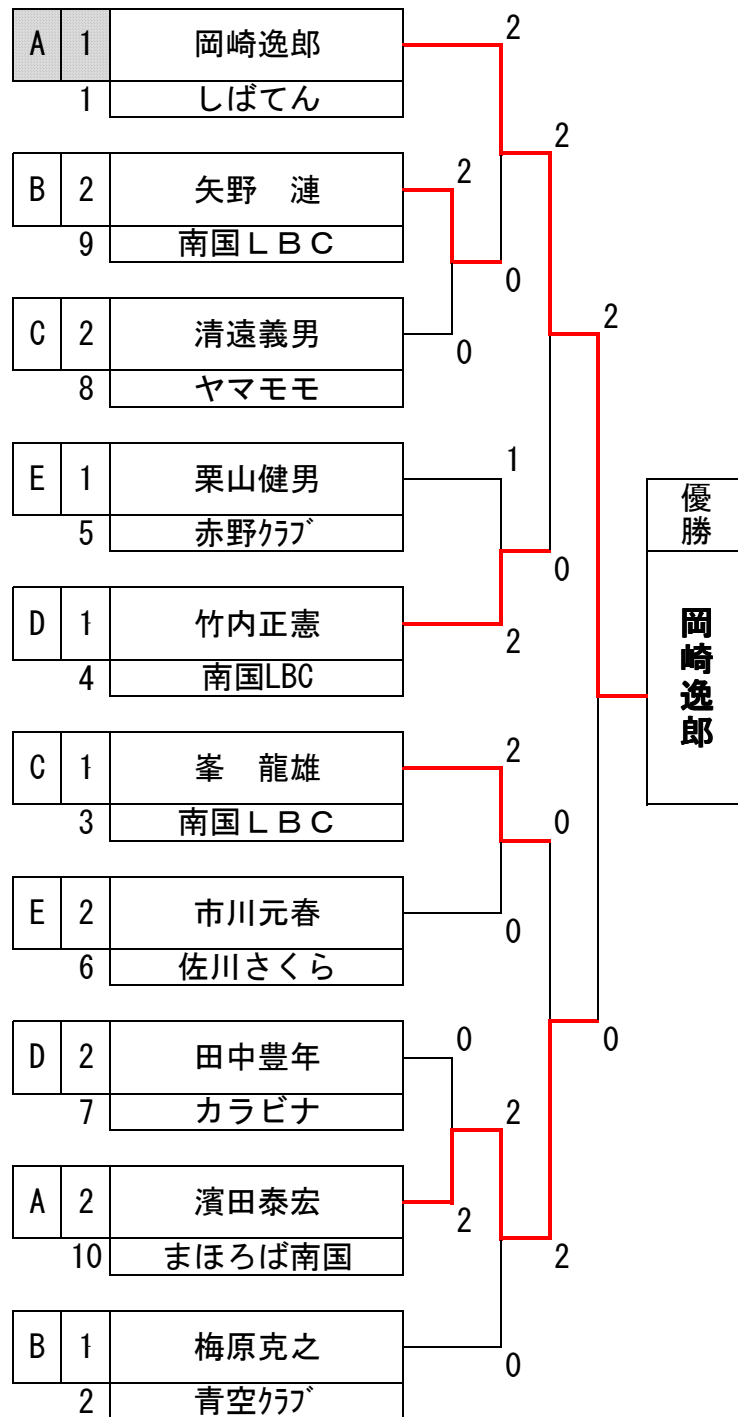 A 1 岡崎逸郎
1 しばてん
2
2
B 2 矢野　漣
2
9 南国ＬＢＣ
0
C 2 清遠義男
2
0
8 ヤマモモ
E 1 栗山健男
1
5 赤野ｸﾗﾌﾞ
0
優勝
D 1 竹内正憲
2
4 南国LBC
岡崎逸郎
C 1 峯　龍雄
2
3 南国ＬＢＣ
0
E 2 市川元春
0
6 佐川さくら
D 2 田中豊年
0
0
7 カラビナ
2
A 2 濱田泰宏
2
10 まほろば南国
2
B 1 梅原克之
0
2 青空ｸﾗﾌﾞ